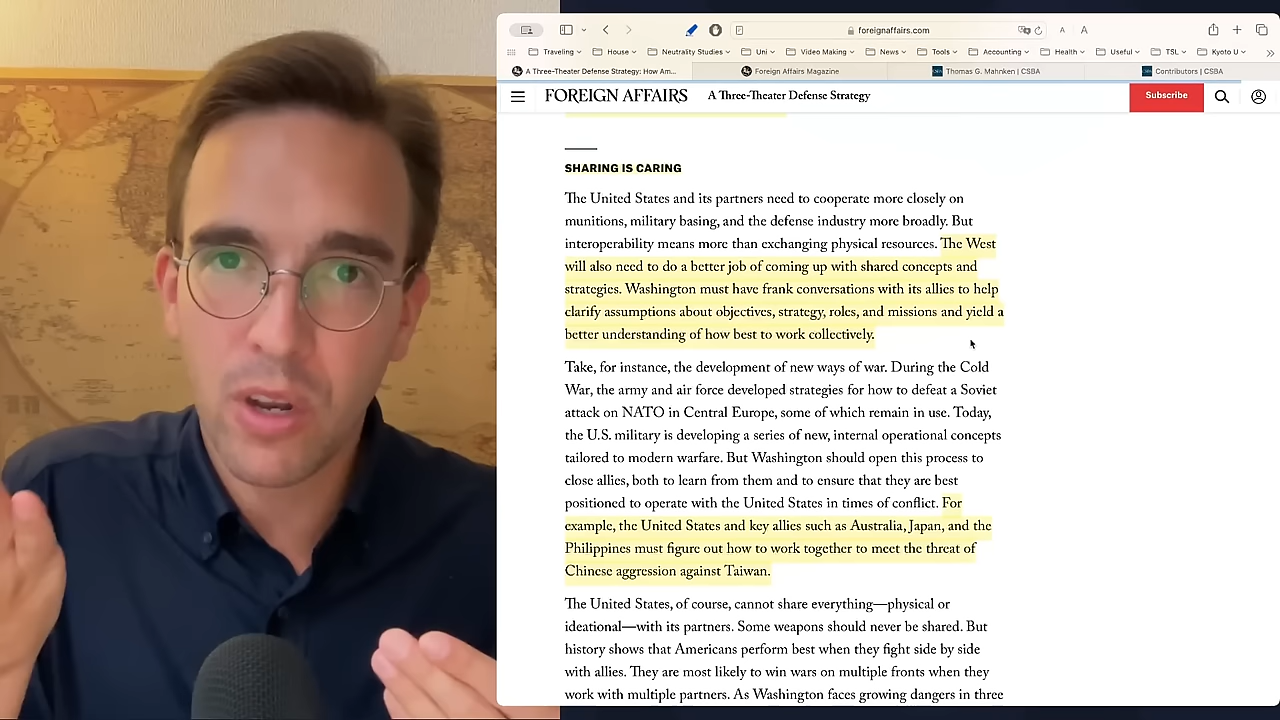 foreignaffairs.com
A
A
Traveling
House
Neutrality Studies
Uni
Video Making
News
Tools
Accounting
Health
Useful
TSL
Kyoto U
A Three-Theater Defense Strategy: How Am...
Foreign Affairs Magazine
Thomas G. Mahnken | CSBA
Contributors | CSBA
FOREIGN AFFAIRS
A Three-Theater Defense Strategy
Subscribe
SHARING IS CARING
The United States and its partners need to cooperate more closely on
munitions, military basing, and the defense industry more broadly. But
interoperability means more than exchanging physical resources. The West
will also need to do a better job of coming up with shared concepts and
strategies. Washington must have frank conversations with its allies to help
clarify assumptions about objectives, strategy, roles, and missions and yield a
better understanding of how best to work collectively.
Take, for instance, the development of new ways of war. During the Cold
War, the army and air force developed strategies for how to defeat a Soviet
attack on NATO in Central Europe, some of which remain in use. Today,
the U.S. military is developing a series of new, internal operational concepts
tailored to modern warfare. But Washington should open this process to
close allies, both to learn from them and to ensure that they are best
positioned to operate with the United States in times of conflict. For
example, the United States and key allies such as Australia, Japan, and the
Philippines must figure out how to work together to meet the threat of
Chinese aggression against Taiwan.
The United States, of course, cannot share everything—physical or
ideational—with its partners. Some weapons should never be shared. But
history shows that Americans perform best when they fight side by side
with allies. They are most likely to win wars on multiple fronts when they
work with multiple partners. As Washington faces growing dangers in three